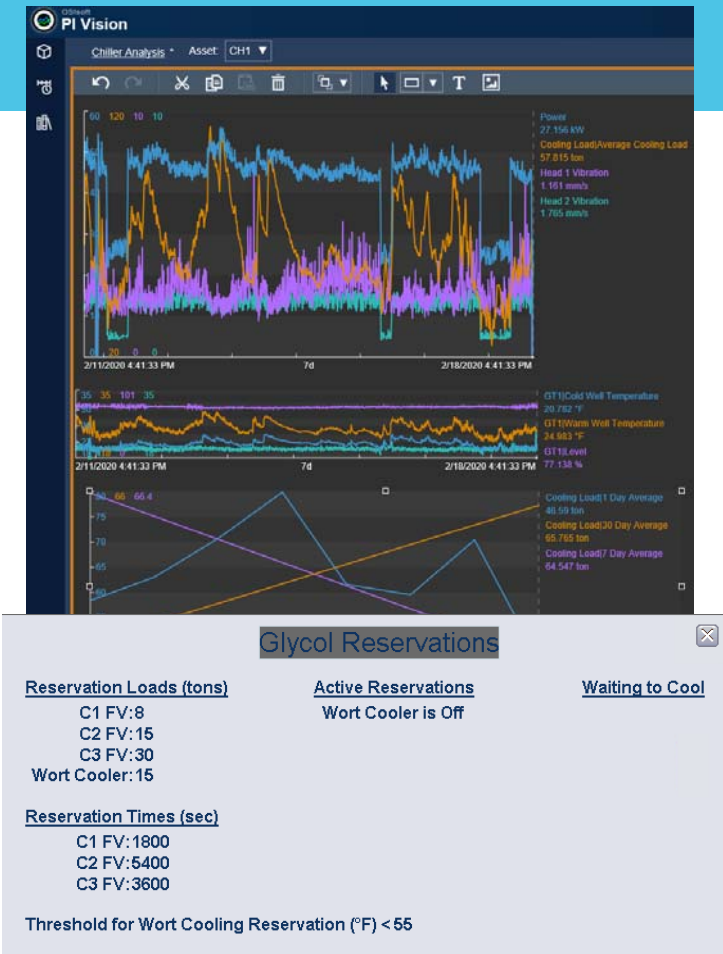 OSIsoft
PI Vision
Chiller Analysis * Asset: CH1 ▼
T
60 120 10 10
Power
27.156 kW
Cooling Load|Average Cooling Load
57.815 ton
Head 1 Vibration
1.161 mm/s
Head 2 Vibration
1.765 mm/s
0 20 0 0
2/11/2020 4:41:33 PM 7d 2/18/2020 4:41:33 PM
35 35 101 35
GT1|Cold Well Temperature
20.782 °F
GT1|Warm Well Temperature
24.983 °F
GT1|Level
77.138 %
2/11/2020 4:41:33 PM 7d 2/18/2020 4:41:33 PM
80 66 66.4
75
70
65
60
Cooling Load|1 Day Average
46.59 ton
Cooling Load|30 Day Average
65.765 ton
Cooling Load|7 Day Average
64.547 ton
Glycol Reservations
Reservation Loads (tons) Active Reservations Waiting to Cool
C1 FV:8 Wort Cooler is Off
C2 FV:15
C3 FV:30
Wort Cooler:15
Reservation Times (sec)
C1 FV:1800
C2 FV:5400
C3 FV:3600
Threshold for Wort Cooling Reservation (°F) <55